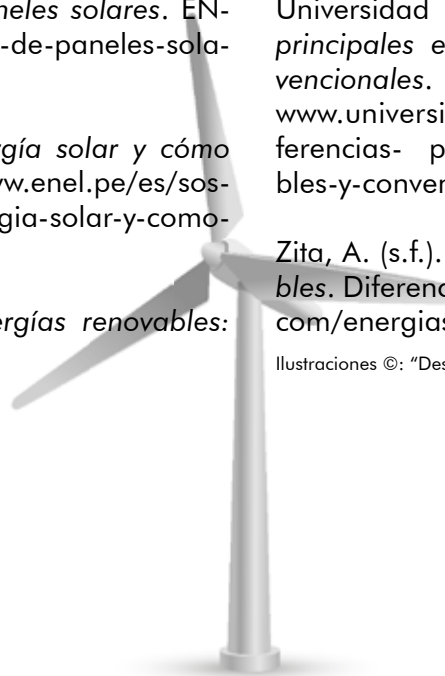 neles solares. EN-
-de-paneles-sola-
rgía solar y cómo
ww.enel.pe/es/sos-
gia-solar-y-como-
ergías renovables:
Universidad
principales e
vencionales.
www.universi
ferencias- p
bles-y-conver
Zita, A. (s.f.).
bles. Diferenc
com/energias
Ilustraciones ©: “Des